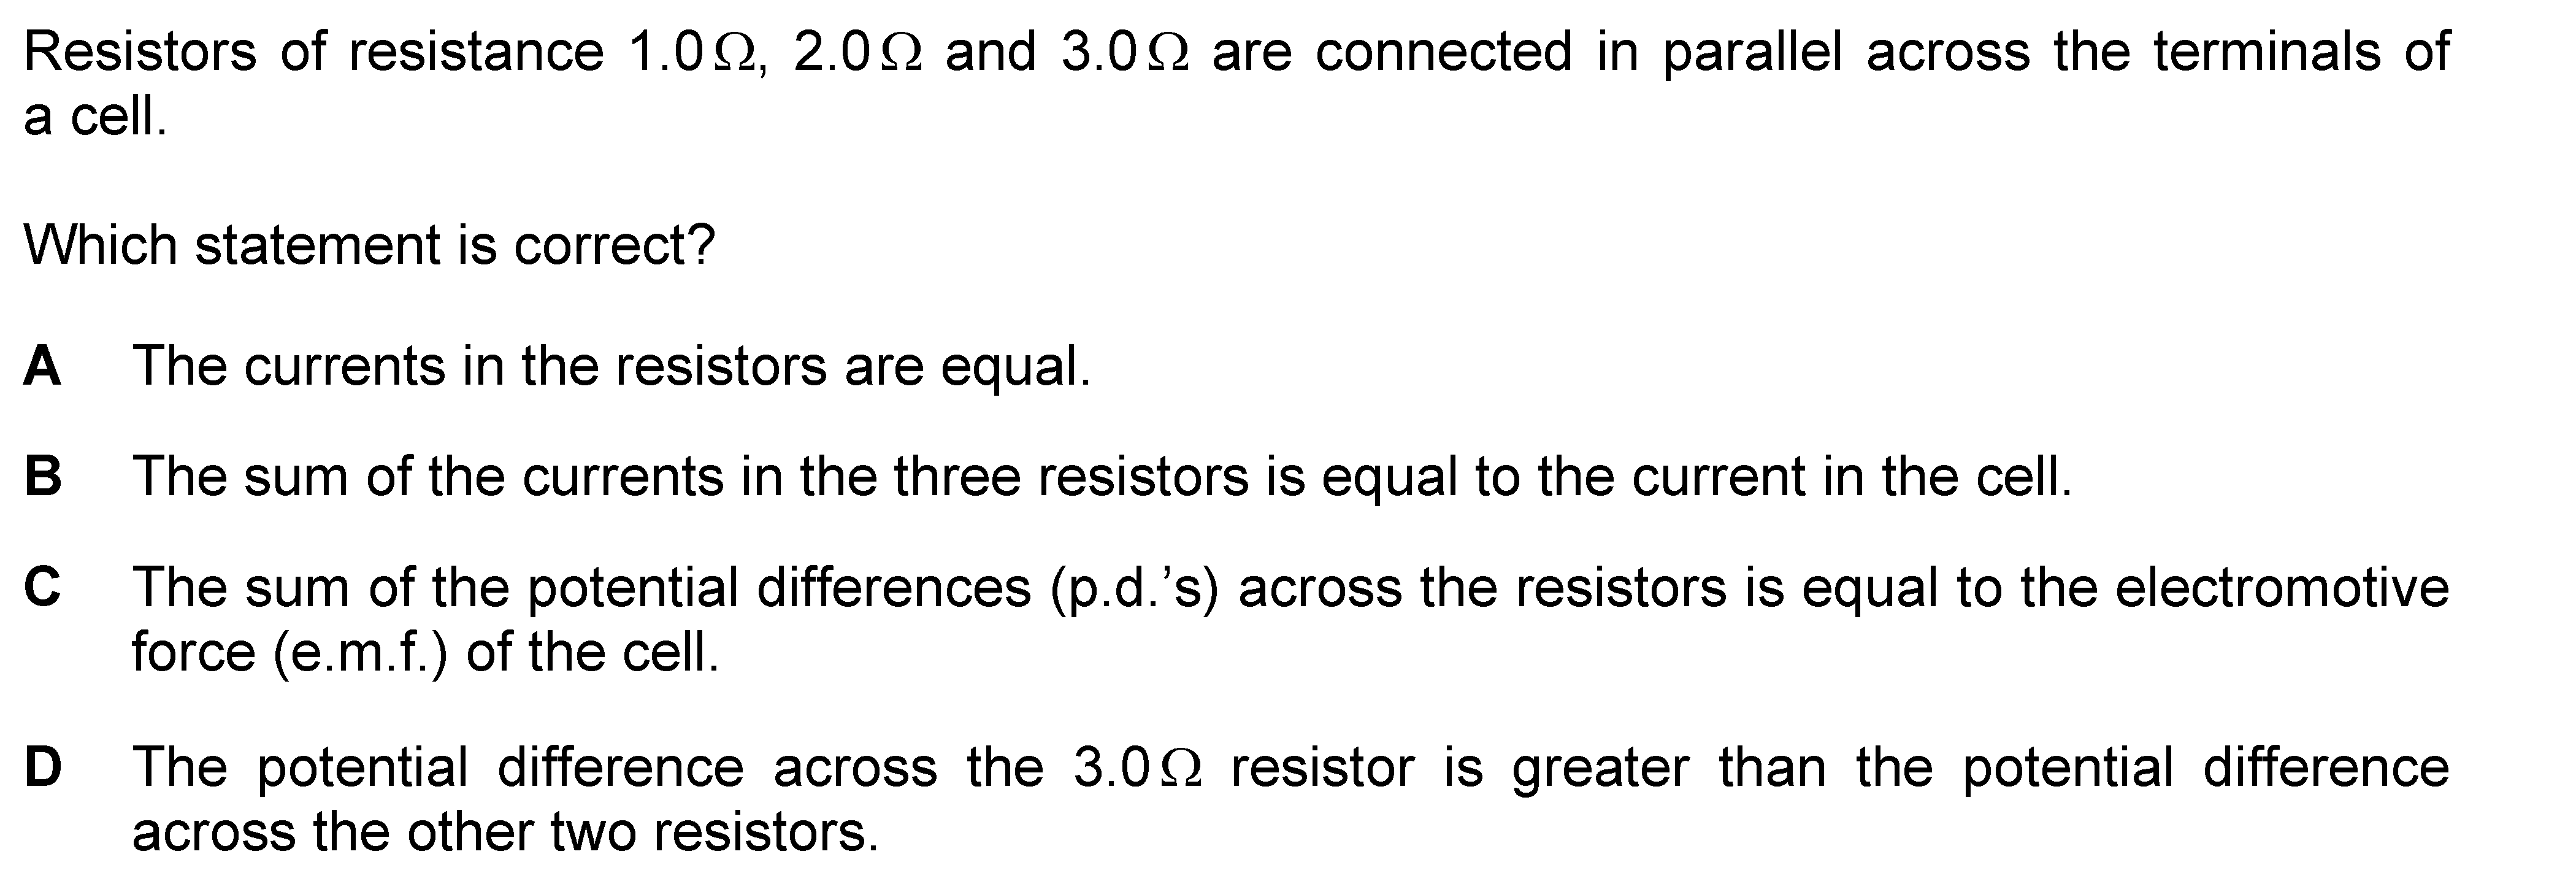 Resistors of resistance 1.0 Ω, 2.0 Ω and 3.0 Ω are connected in parallel across the terminals of
a cell.
Which statement is correct?
A The currents in the resistors are equal.
B The sum of the currents in the three resistors is equal to the current in the cell.
C The sum of the potential differences (p.d.’s) across the resistors is equal to the electromotive
force (e.m.f.) of the cell.
D The potential difference across the 3.0 Ω resistor is greater than the potential difference
across the other two resistors.